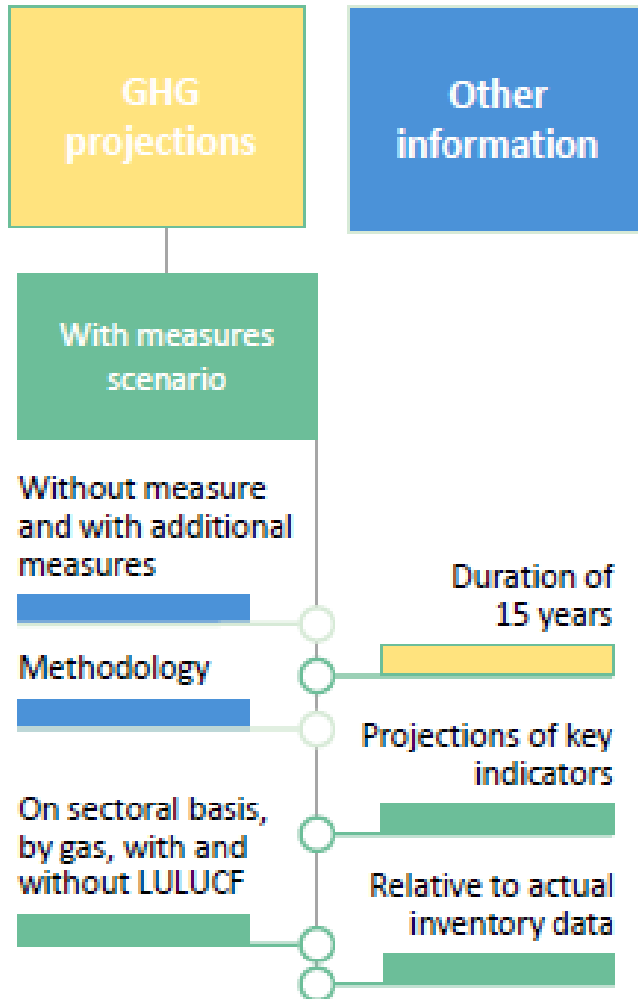 GHG
projections
Other
information
With measures
scenario
Without measure
and with additional
measures
Duration of
15 years
Methodology
Projections of key
indicators
On sectoral basis,
by gas, with and
without LULUCF
Relative to actual
inventory data